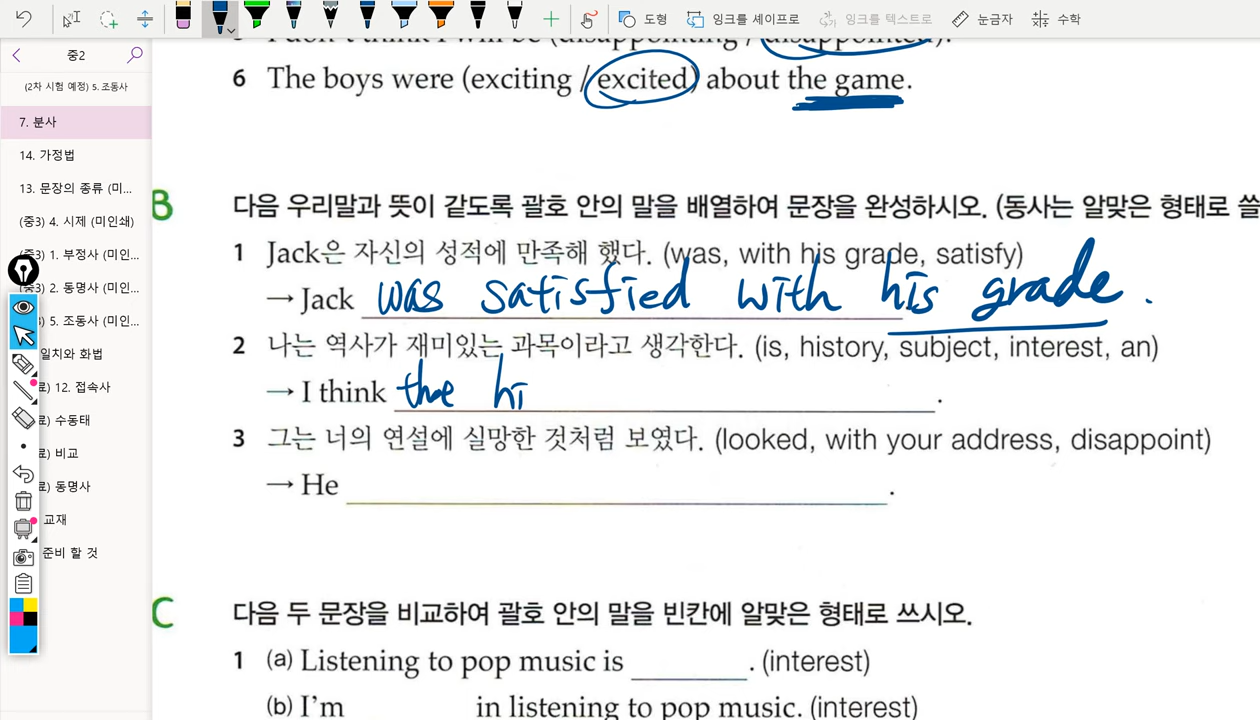 도형 잉크를 셰이프로 잉크를 텍스트로 눈금자 수학
중2
(2차 시험 예정) 5. 조동사
7. 분사
14. 가정법
13. 문장의 종류 (미...
(중3) 4. 시제 (미인쇄)
1. 부정사 (미인...
) 2. 동명사 (미인...
) 5. 조동사 (미인...
일치와 화법
) 12. 접속사
) 수동태
) 비교
) 동명사
교재
준비 할 것
6 The boys were (exciting / excited) about the game.
B 다음 우리말과 뜻이 같도록 괄호 안의 말을 배열하여 문장을 완성하시오. (동사는 알맞은 형태로 쓸
1 Jack은 자신의 성적에 만족해 했다. (was, with his grade, satisfy)
→ Jack was satisfied with his grade .
2 나는 역사가 재미있는 과목이라고 생각한다. (is, history, subject, interest, an)
→ I think the hi .
3 그는 너의 연설에 실망한 것처럼 보였다. (looked, with your address, disappoint)
→ He .
C 다음 두 문장을 비교하여 괄호 안의 말을 빈칸에 알맞은 형태로 쓰시오.
1 (a) Listening to pop music is . (interest)
(b) I'm in listening to pop music. (interest)